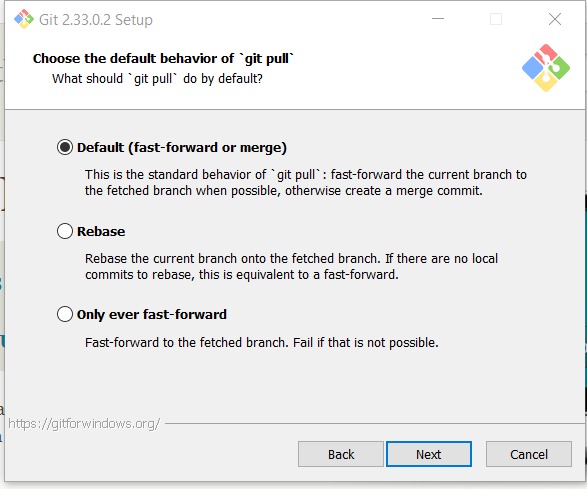 Git 2.33.0.2 Setup
Choose the default behavior of `git pull`
What should `git pull` do by default?
Default (fast-forward or merge)
This is the standard behavior of `git pull`: fast-forward the current branch to
the fetched branch when possible, otherwise create a merge commit.
Rebase
Rebase the current branch onto the fetched branch. If there are no local
commits to rebase, this is equivalent to a fast-forward.
Only ever fast-forward
Fast-forward to the fetched branch. Fail if that is not possible.
https://gitforwindows.org/
Back Next Cancel